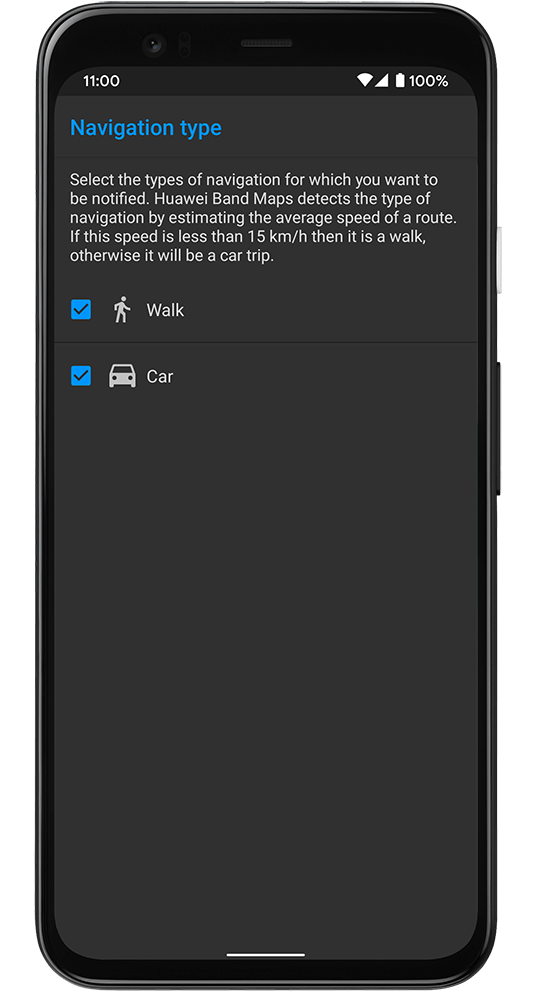 11:00 100%
Navigation type
Select the types of navigation for which you want to
be notified. Huawei Band Maps detects the type of
navigation by estimating the average speed of a route.
If this speed is less than 15 km/h then it is a walk,
otherwise it will be a car trip.
Walk
Car